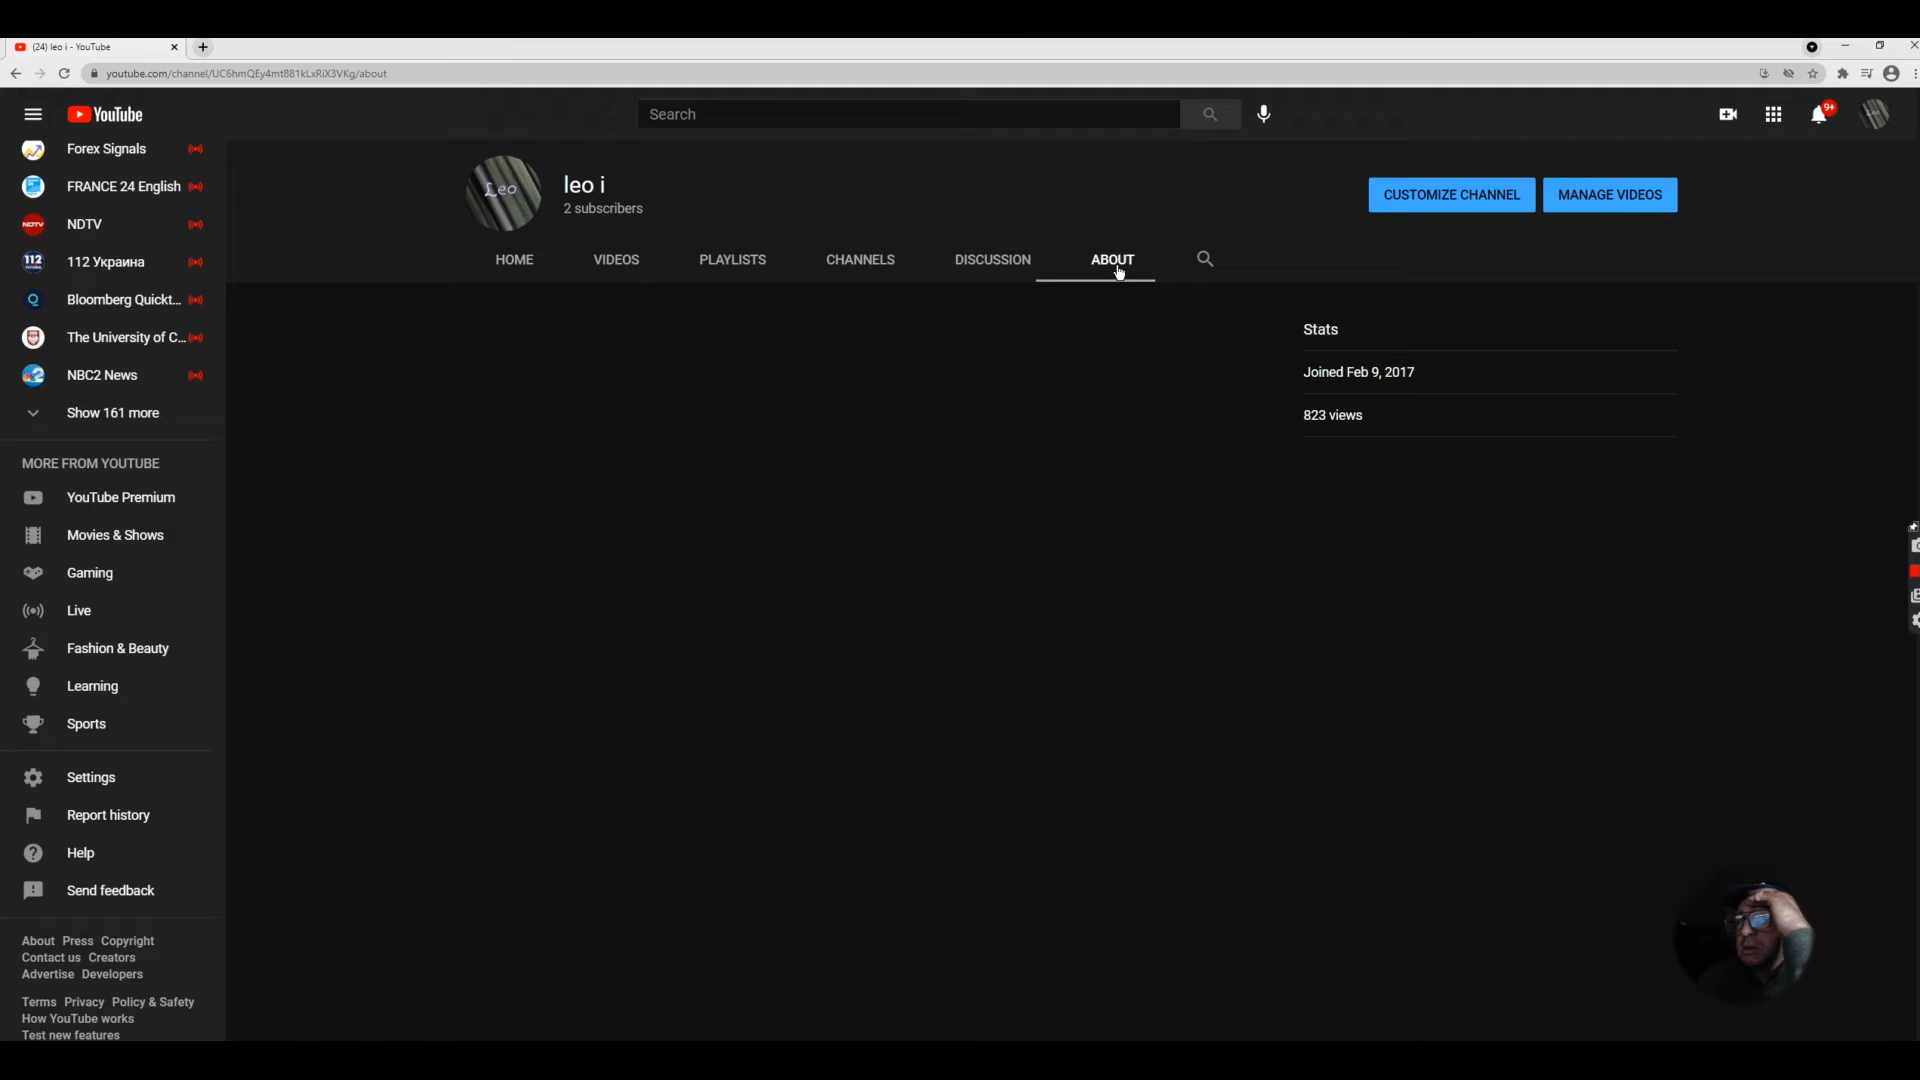 (24) leo i - YouTube
youtube.com/channel/UC6hmQEy4mt881kLxRiX3VKg/about
YouTube
Search
9+
Forex Signals
FRANCE 24 English
NDTV
NDTV
112
112 Україна
Bloomberg Quickt...
The University of C...
NBC2 News
Show 161 more
MORE FROM YOUTUBE
YouTube Premium
Movies & Shows
Gaming
Live
Fashion & Beauty
Learning
Sports
Settings
Report history
Help
Send feedback
About Press Copyright
Contact us Creators
Advertise Developers
Terms Privacy Policy & Safety
How YouTube works
Test new features
Leo
leo i
2 subscribers
CUSTOMIZE CHANNEL
MANAGE VIDEOS
HOME
VIDEOS
PLAYLISTS
CHANNELS
DISCUSSION
ABOUT
Stats
Joined Feb 9, 2017
823 views